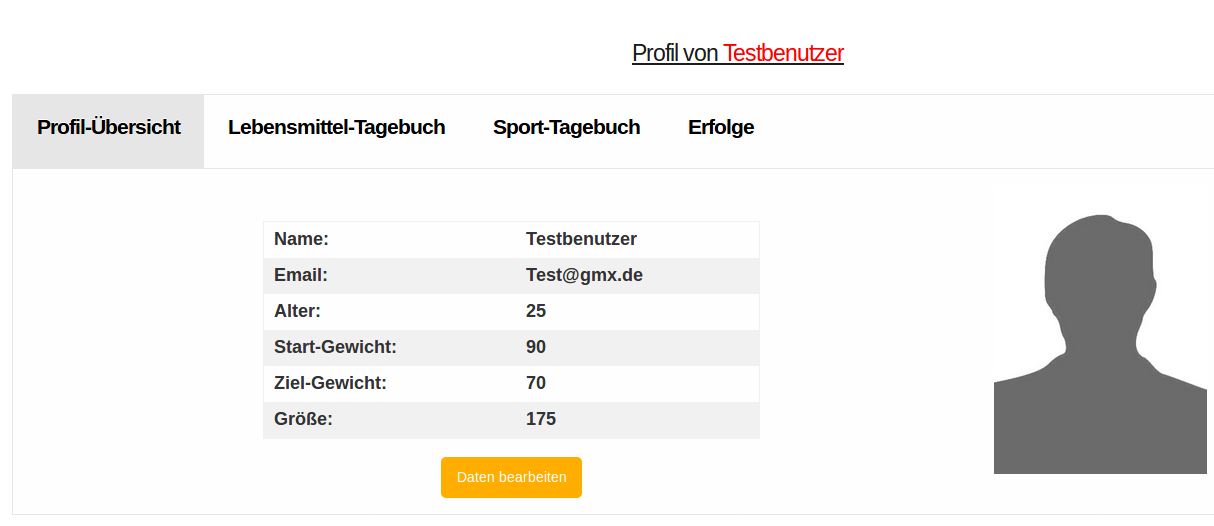 Profil von Testbenutzer
Profil-Übersicht Lebensmittel-Tagebuch Sport-Tagebuch Erfolge
Name: Testbenutzer
Email: Test@gmx.de
Alter: 25
Start-Gewicht: 90
Ziel-Gewicht: 70
Größe: 175
Daten bearbeiten